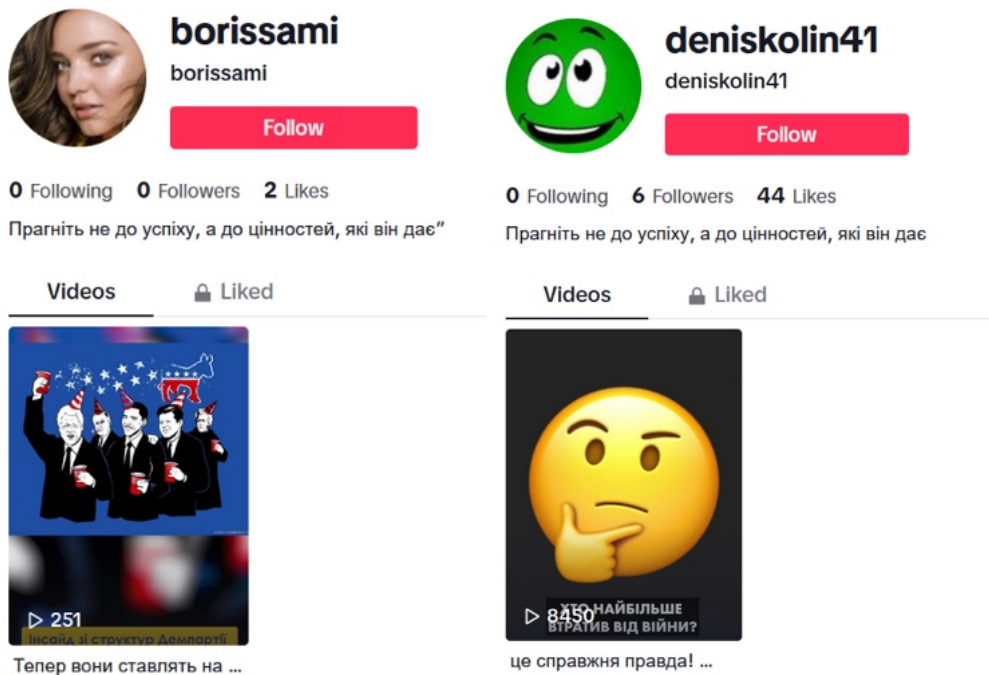 borissami
borissami
Follow
0 Following 0 Followers 2 Likes
Прагніть не до успіху, а до цінностей, які він дає”
Videos
Liked
251
Інсайд зі структур Демпартії
Тепер вони ставлять на ...
deniskolin41
deniskolin41
Follow
0 Following 6 Followers 44 Likes
Прагніть не до успіху, а до цінностей, які він дає
Videos
Liked
8450
ХТО НАЙБІЛЬШЕ
ВТРАТИВ ВІД ВІЙНИ?
це справжня правда! ...